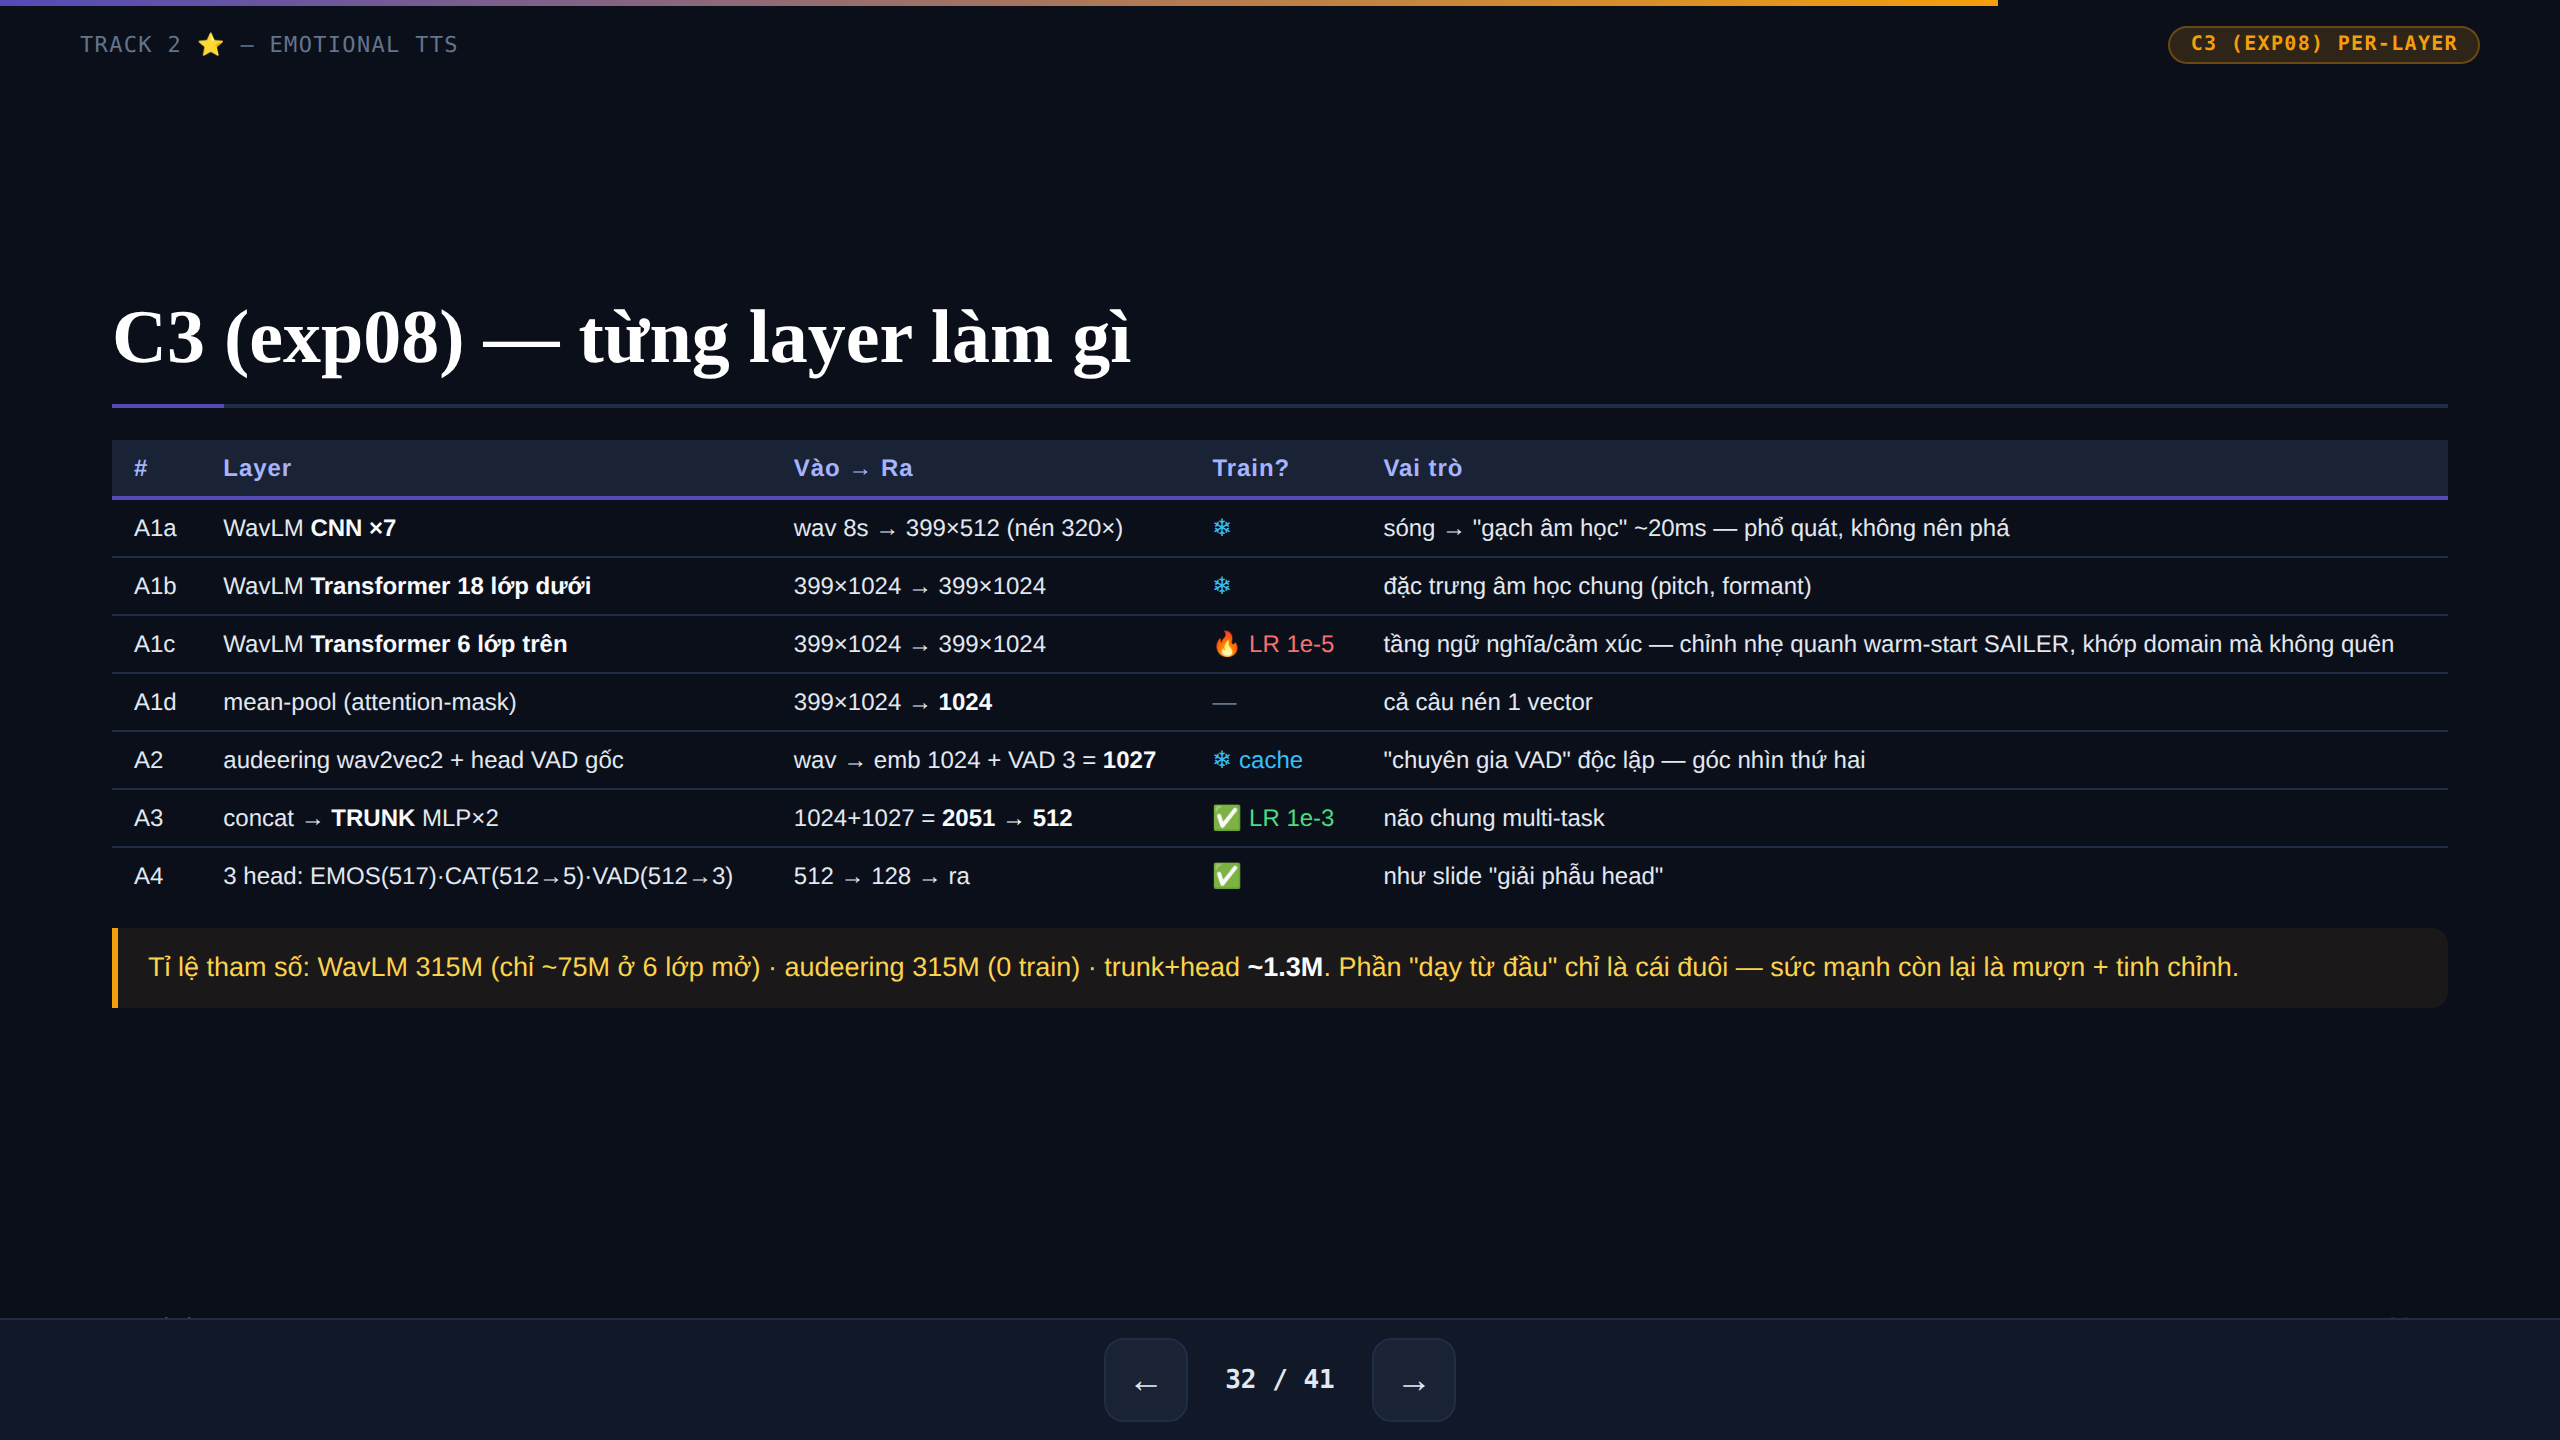 TRACK 2 ⭐ — EMOTIONAL TTS
C3 (EXP08) PER-LAYER
C3 (exp08) — từng layer làm gì
# Layer Vào → Ra Train? Vai trò
A1a WavLM CNN ×7 wav 8s → 399×512 (nén 320×) ❄ sóng → "gạch âm học" ~20ms — phổ quát, không nên phá
A1b WavLM Transformer 18 lớp dưới 399×1024 → 399×1024 ❄ đặc trưng âm học chung (pitch, formant)
A1c WavLM Transformer 6 lớp trên 399×1024 → 399×1024 🔥 LR 1e-5 tầng ngữ nghĩa/cảm xúc — chỉnh nhẹ quanh warm-start SAILER, khớp domain mà không quên
A1d mean-pool (attention-mask) 399×1024 → 1024 — cả câu nén 1 vector
A2 audeering wav2vec2 + head VAD gốc wav → emb 1024 + VAD 3 = 1027 ❄ cache "chuyên gia VAD" độc lập — góc nhìn thứ hai
A3 concat → TRUNK MLP×2 1024+1027 = 2051 → 512 ✅ LR 1e-3 não chung multi-task
A4 3 head: EMOS(517)·CAT(512→5)·VAD(512→3) 512 → 128 → ra ✅ như slide "giải phẫu head"
Tỉ lệ tham số: WavLM 315M (chỉ ~75M ở 6 lớp mở) · audeering 315M (0 train) · trunk+head ~1.3M. Phần "dạy từ đầu" chỉ là cái đuôi — sức mạnh còn lại là mượn + tinh chỉnh.
← 32 / 41 →